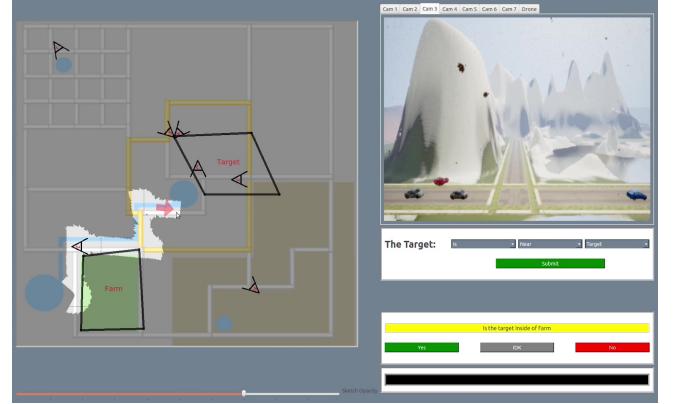 Cam 1 Cam 2 Cam 3 Cam 4 Cam 5 Cam 6 Cam 7 Drone
Target
Farm
The Target: Is Near Target
Submit
Is the target inside of Farm
Yes IDK No
Sketch Opacity